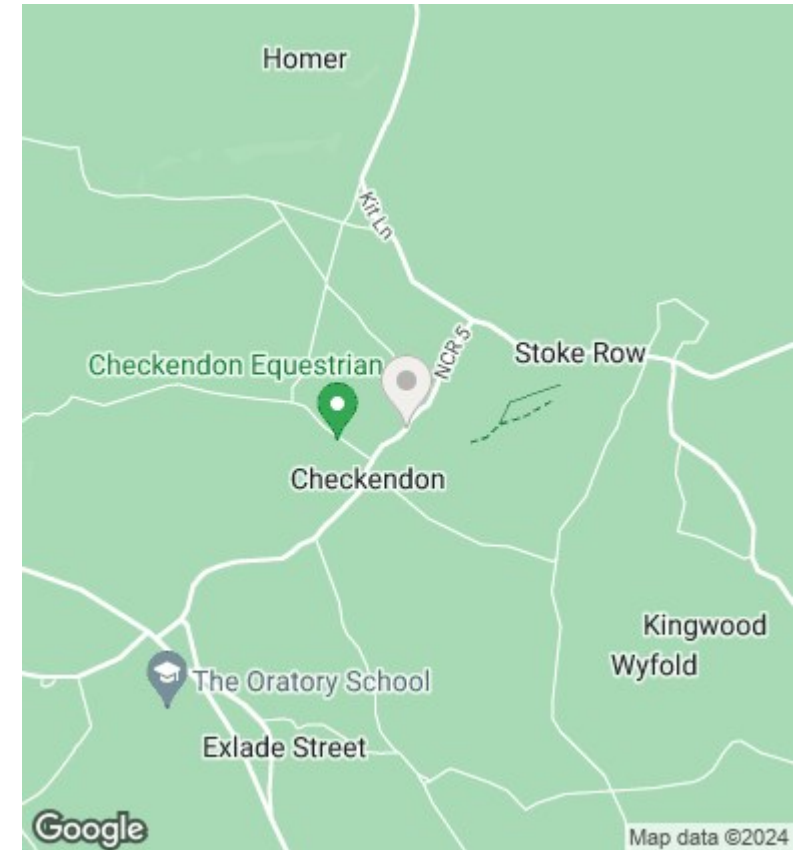 Homer
Kit Ln
NCR 5
Stoke Row
Checkendon Equestrian
Checkendon
Kingwood
Wyfold
The Oratory School
Exlade Street
Google
Map data ©2024